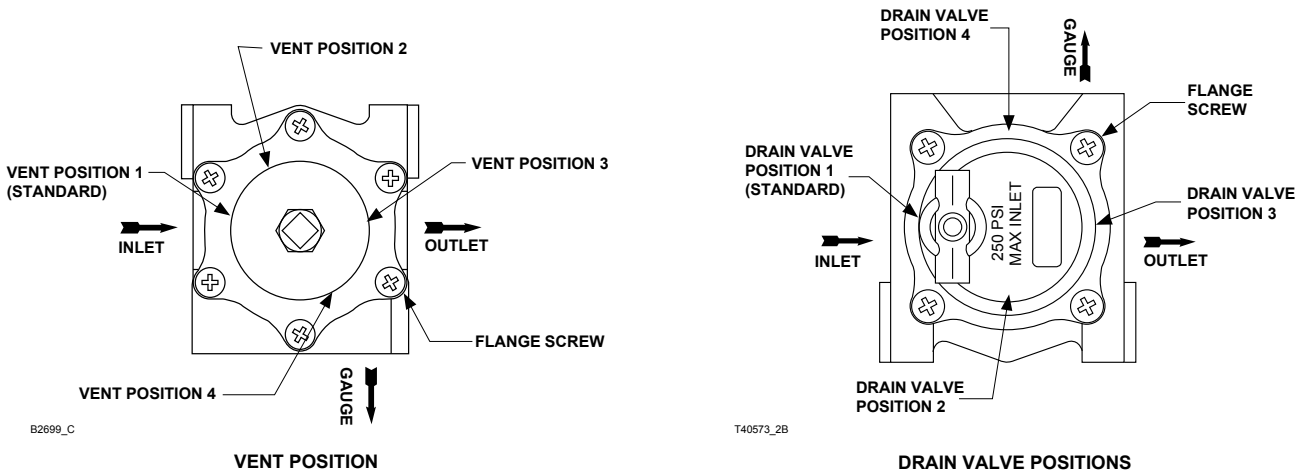 VENT POSITION 2
VENT POSITION 1
(STANDARD)
VENT POSITION 3
INLET
OUTLET
FLANGE SCREW
VENT POSITION 4
GAUGE
B2699_C
VENT POSITION
DRAIN VALVE
POSITION 4
GAUGE
FLANGE
SCREW
DRAIN VALVE
POSITION 1
(STANDARD)
250 PSI
MAX INLET
DRAIN VALVE
POSITION 3
INLET
OUTLET
DRAIN VALVE
POSITION 2
T40573_2B
DRAIN VALVE POSITIONS